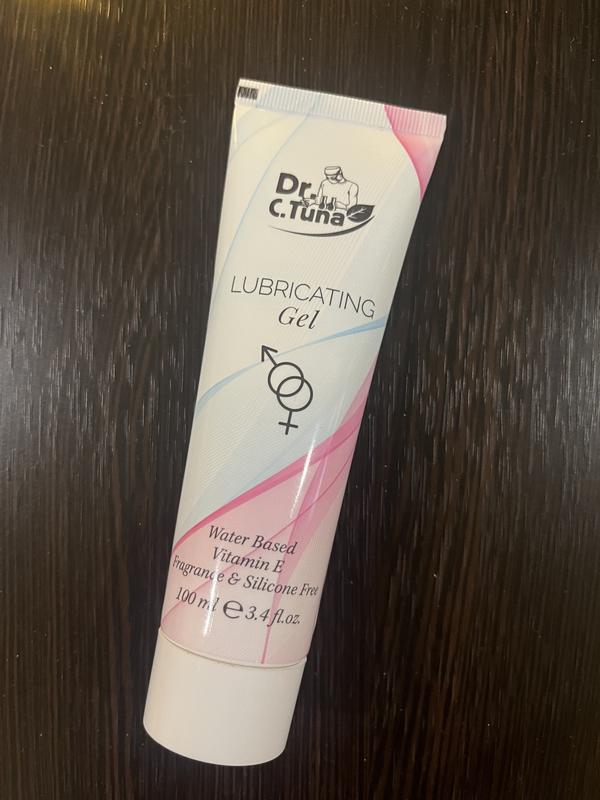 Dr.
C.Tuna
LUBRICATING
Gel
Water Based
Vitamin E
Fragrance & Silicone Free
100 ml ℮ 3.4 fl.oz.